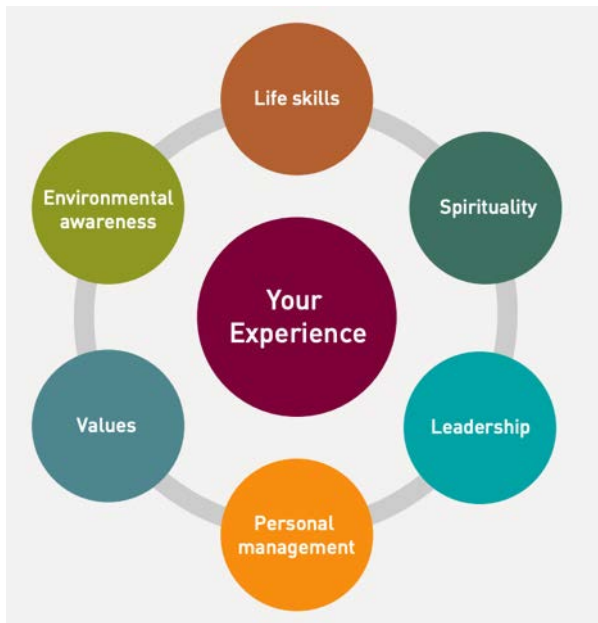 Life skills
Environmental
awareness
Spirituality
Your
Experience
Values
Leadership
Personal
management